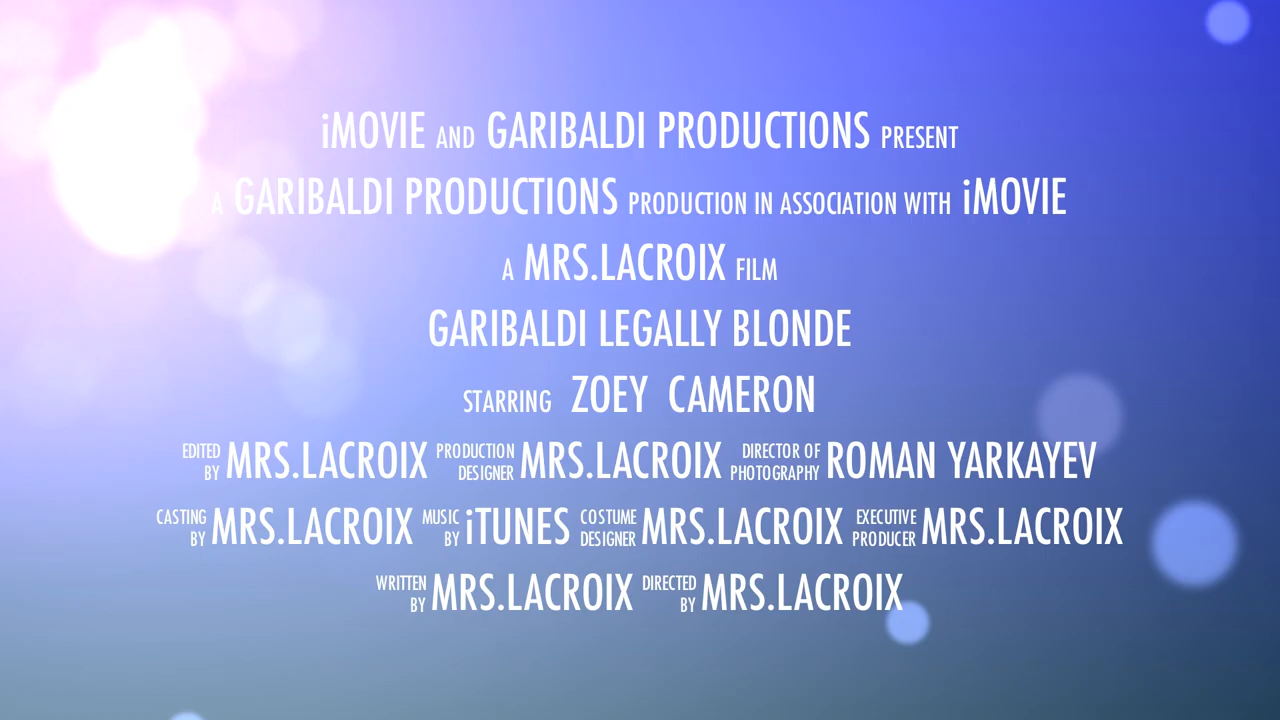 iMOVIE AND GARIBALDI PRODUCTIONS PRESENT
A GARIBALDI PRODUCTIONS PRODUCTION IN ASSOCIATION WITH iMOVIE
A MRS.LACROIX FILM
GARIBALDI LEGALLY BLONDE
STARRING ZOEY CAMERON
EDITED BY MRS.LACROIX PRODUCTION DESIGNER MRS.LACROIX DIRECTOR OF PHOTOGRAPHY ROMAN YARKAYEV
CASTING BY MRS.LACROIX MUSIC BY iTUNES COSTUME DESIGNER MRS.LACROIX EXECUTIVE PRODUCER MRS.LACROIX
WRITTEN BY MRS.LACROIX DIRECTED BY MRS.LACROIX